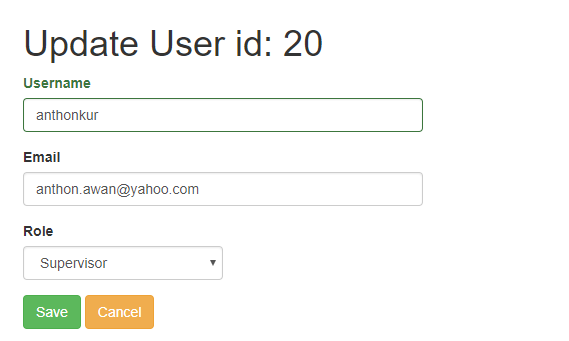 Update User id: 20
Username
anthonkur
Email
anthon.awan@yahoo.com
Role
Supervisor
Save Cancel